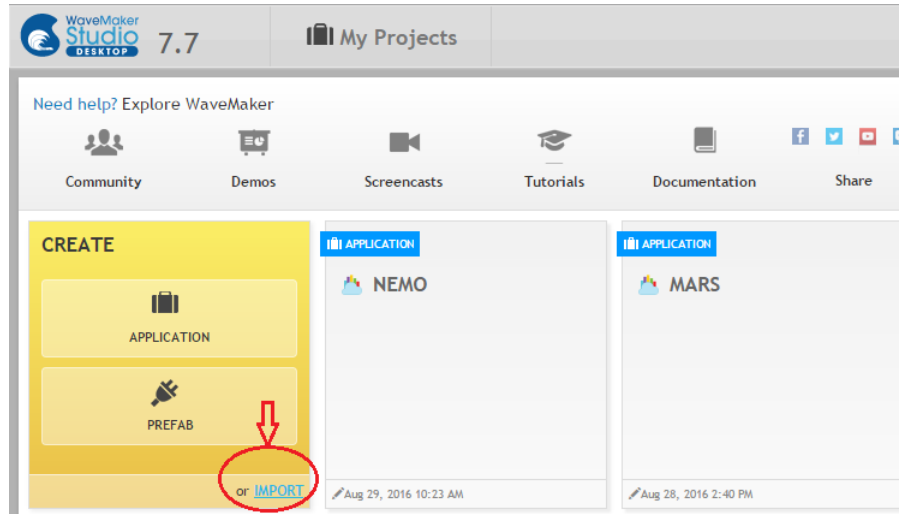 WaveMaker
Studio
DESKTOP
7.7
My Projects
Need help? Explore WaveMaker
Community
Demos
Screencasts
Tutorials
Documentation
Share
CREATE
APPLICATION
PREFAB
or IMPORT
APPLICATION
NEMO
Aug 29, 2016 10:23 AM
APPLICATION
MARS
Aug 28, 2016 2:40 PM